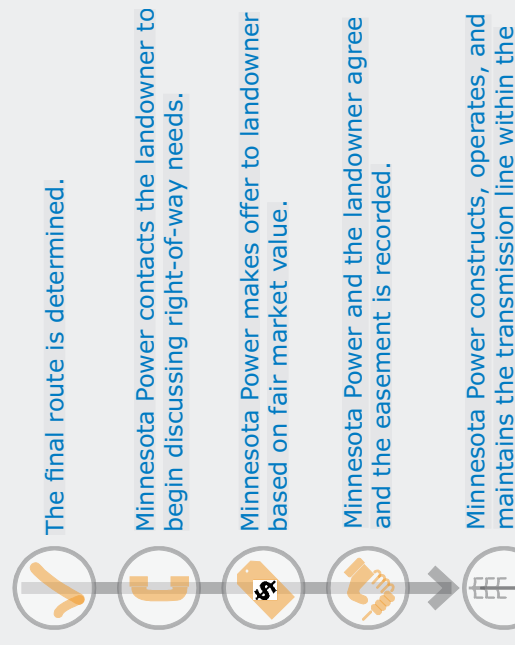 The final route is determined.
Minnesota Power contacts the landowner to
begin discussing right-of-way needs.
Minnesota Power makes offer to landowner
based on fair market value.
$
Minnesota Power and the landowner agree
and the easement is recorded.
Minnesota Power constructs, operates, and
maintains the transmission line within the